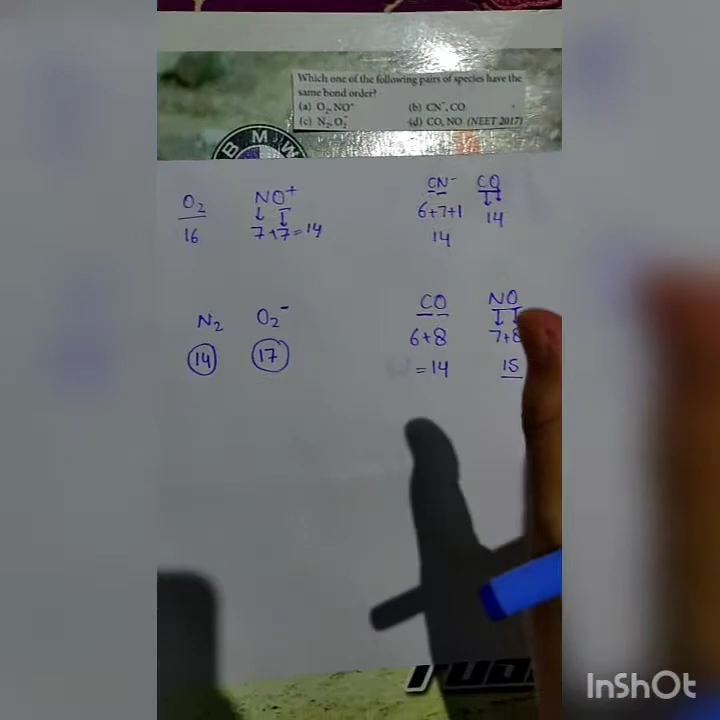 Which one of the following pairs of species have the
same bond order?
(a) O₂, NO⁺ (b) CN⁻, CO
(c) N₂, O₂⁻ (d) CO, NO (NEET 2017)
BMW
O₂ NO⁺ CN⁻ CO
16 7+7=14 6+7+1 14
14
N₂ O₂⁻ CO NO
14 17 6+8 7+8
=14 15
InShOt